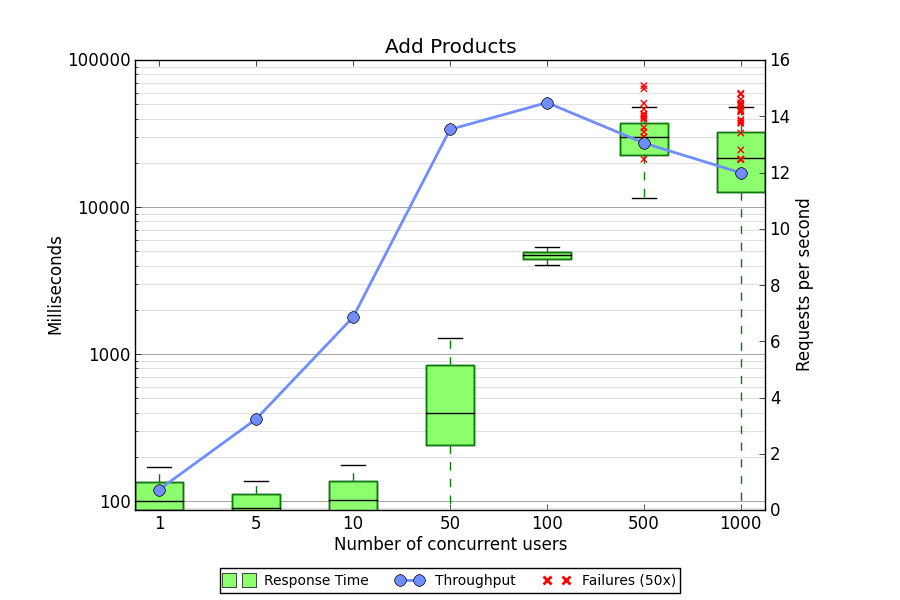 Add Products
100000
10000
1000
100
Milliseconds
16
14
12
10
8
6
4
2
0
Requests per second
1 5 10 50 100 500 1000
Number of concurrent users
Response Time Throughput Failures (50x)